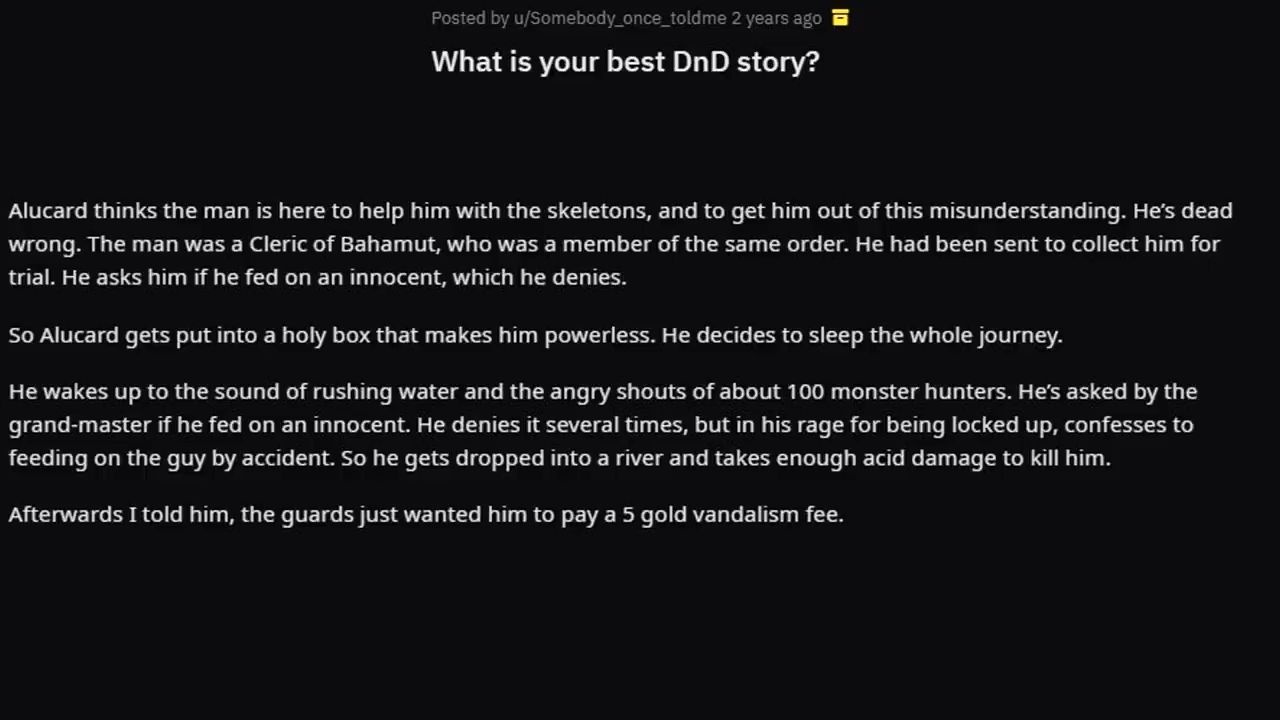 Posted by u/Somebody_once_toldme 2 years ago
What is your best DnD story?
Alucard thinks the man is here to help him with the skeletons, and to get him out of this misunderstanding. He’s dead
wrong. The man was a Cleric of Bahamut, who was a member of the same order. He had been sent to collect him for
trial. He asks him if he fed on an innocent, which he denies.
So Alucard gets put into a holy box that makes him powerless. He decides to sleep the whole journey.
He wakes up to the sound of rushing water and the angry shouts of about 100 monster hunters. He’s asked by the
grand-master if he fed on an innocent. He denies it several times, but in his rage for being locked up, confesses to
feeding on the guy by accident. So he gets dropped into a river and takes enough acid damage to kill him.
Afterwards I told him, the guards just wanted him to pay a 5 gold vandalism fee.